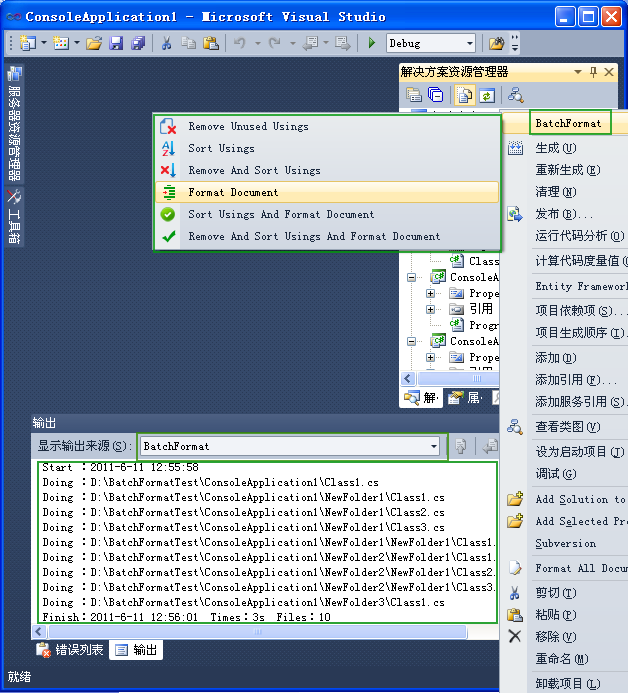 ConsoleApplication1 - Microsoft Visual Studio
Debug
服务器资源管理器
工具箱
解决方案资源管理器
BatchFormat
Remove Unused Usings
Sort Usings
Remove And Sort Usings
Format Document
Sort Usings And Format Document
Remove And Sort Usings And Format Document
生成(U)
重新生成(E)
清理(N)
发布(B)...
运行代码分析(Q)
计算代码度量值(
Entity Framework
项目依赖项(S)...
项目生成顺序(I)
添加(D)
添加引用(F)...
添加服务引用(S)
查看类图(V)
设为启动项目(T)
调试(G)
Add Solution to
Add Selected Pr
Subversion
Format All Docu
剪切(T)
粘贴(P)
移除(V)
重命名(M)
卸载项目(L)
Class
ConsoleA
Prope
引用
Progr
ConsoleA
Prope
解·
属·
输出
显示输出来源(S):
BatchFormat
Start :2011-6-11 12:55:58
Doing :D:\BatchFormatTest\ConsoleApplication1\Class1.cs
Doing :D:\BatchFormatTest\ConsoleApplication1\NewFolder1\Class1.cs
Doing :D:\BatchFormatTest\ConsoleApplication1\NewFolder1\Class2.cs
Doing :D:\BatchFormatTest\ConsoleApplication1\NewFolder1\Class3.cs
Doing :D:\BatchFormatTest\ConsoleApplication1\NewFolder1\NewFolder1\Class1.
Doing :D:\BatchFormatTest\ConsoleApplication1\NewFolder2\NewFolder1\Class1.
Doing :D:\BatchFormatTest\ConsoleApplication1\NewFolder2\NewFolder1\Class2.
Doing :D:\BatchFormatTest\ConsoleApplication1\NewFolder2\NewFolder1\Class3.
Doing :D:\BatchFormatTest\ConsoleApplication1\NewFolder3\Class1.cs
Finish:2011-6-11 12:56:01 Times:3s Files:10
错误列表
输出
就绪